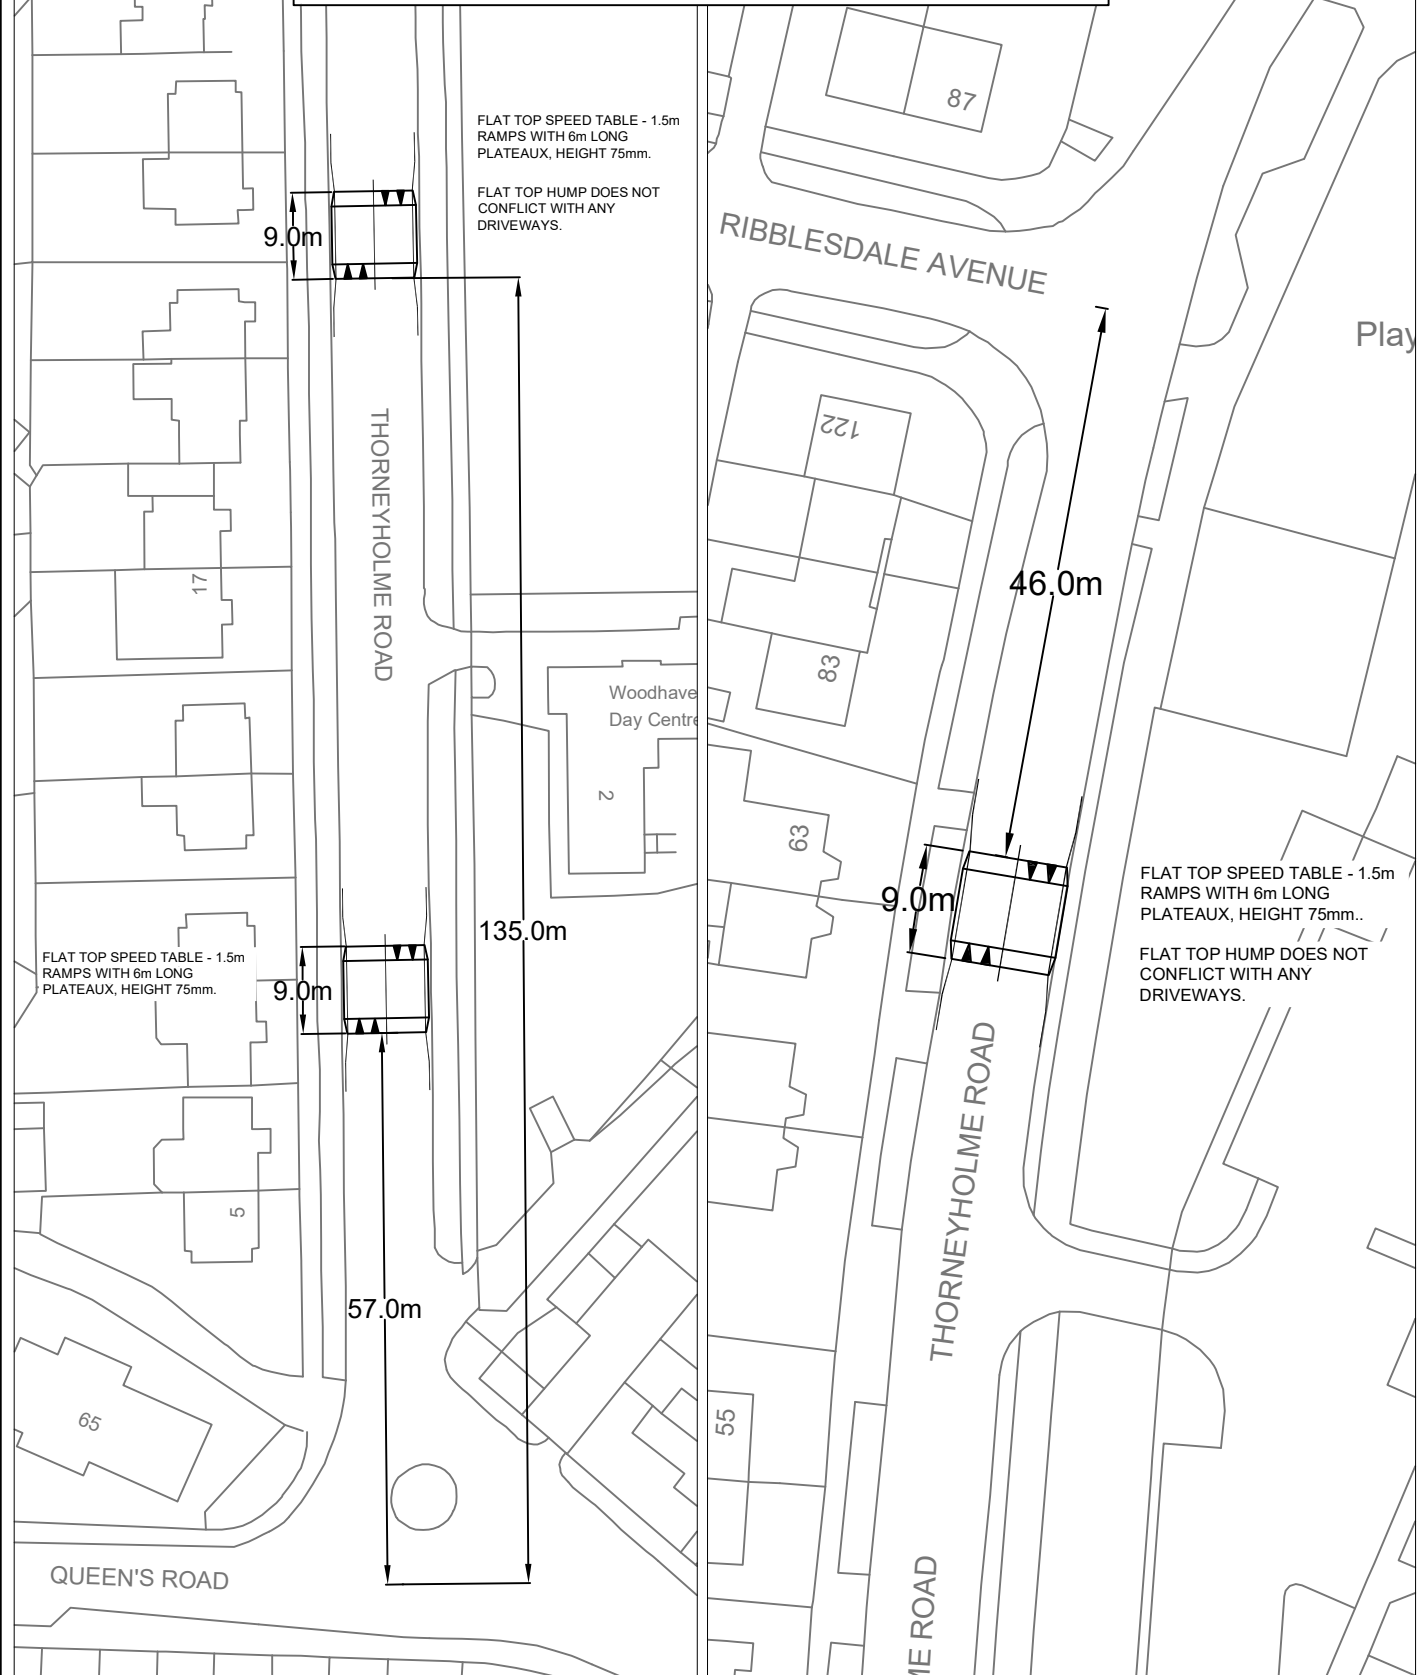 FLAT TOP SPEED TABLE - 1.5m
RAMPS WITH 6m LONG
PLATEAUX, HEIGHT 75mm.
FLAT TOP HUMP DOES NOT
CONFLICT WITH ANY
DRIVEWAYS.
9.0m
THORNEYHOLME ROAD
17
Woodhave
Day Centre
2
135.0m
FLAT TOP SPEED TABLE - 1.5m
RAMPS WITH 6m LONG
PLATEAUX, HEIGHT 75mm.
9.0m
5
57.0m
65
QUEEN'S ROAD
87
RIBBLESDALE AVENUE
Play
122
46.0m
83
63
9.0m
FLAT TOP SPEED TABLE - 1.5m
RAMPS WITH 6m LONG
PLATEAUX, HEIGHT 75mm..
FLAT TOP HUMP DOES NOT
CONFLICT WITH ANY
DRIVEWAYS.
THORNEYHOLME ROAD
55
ME ROAD